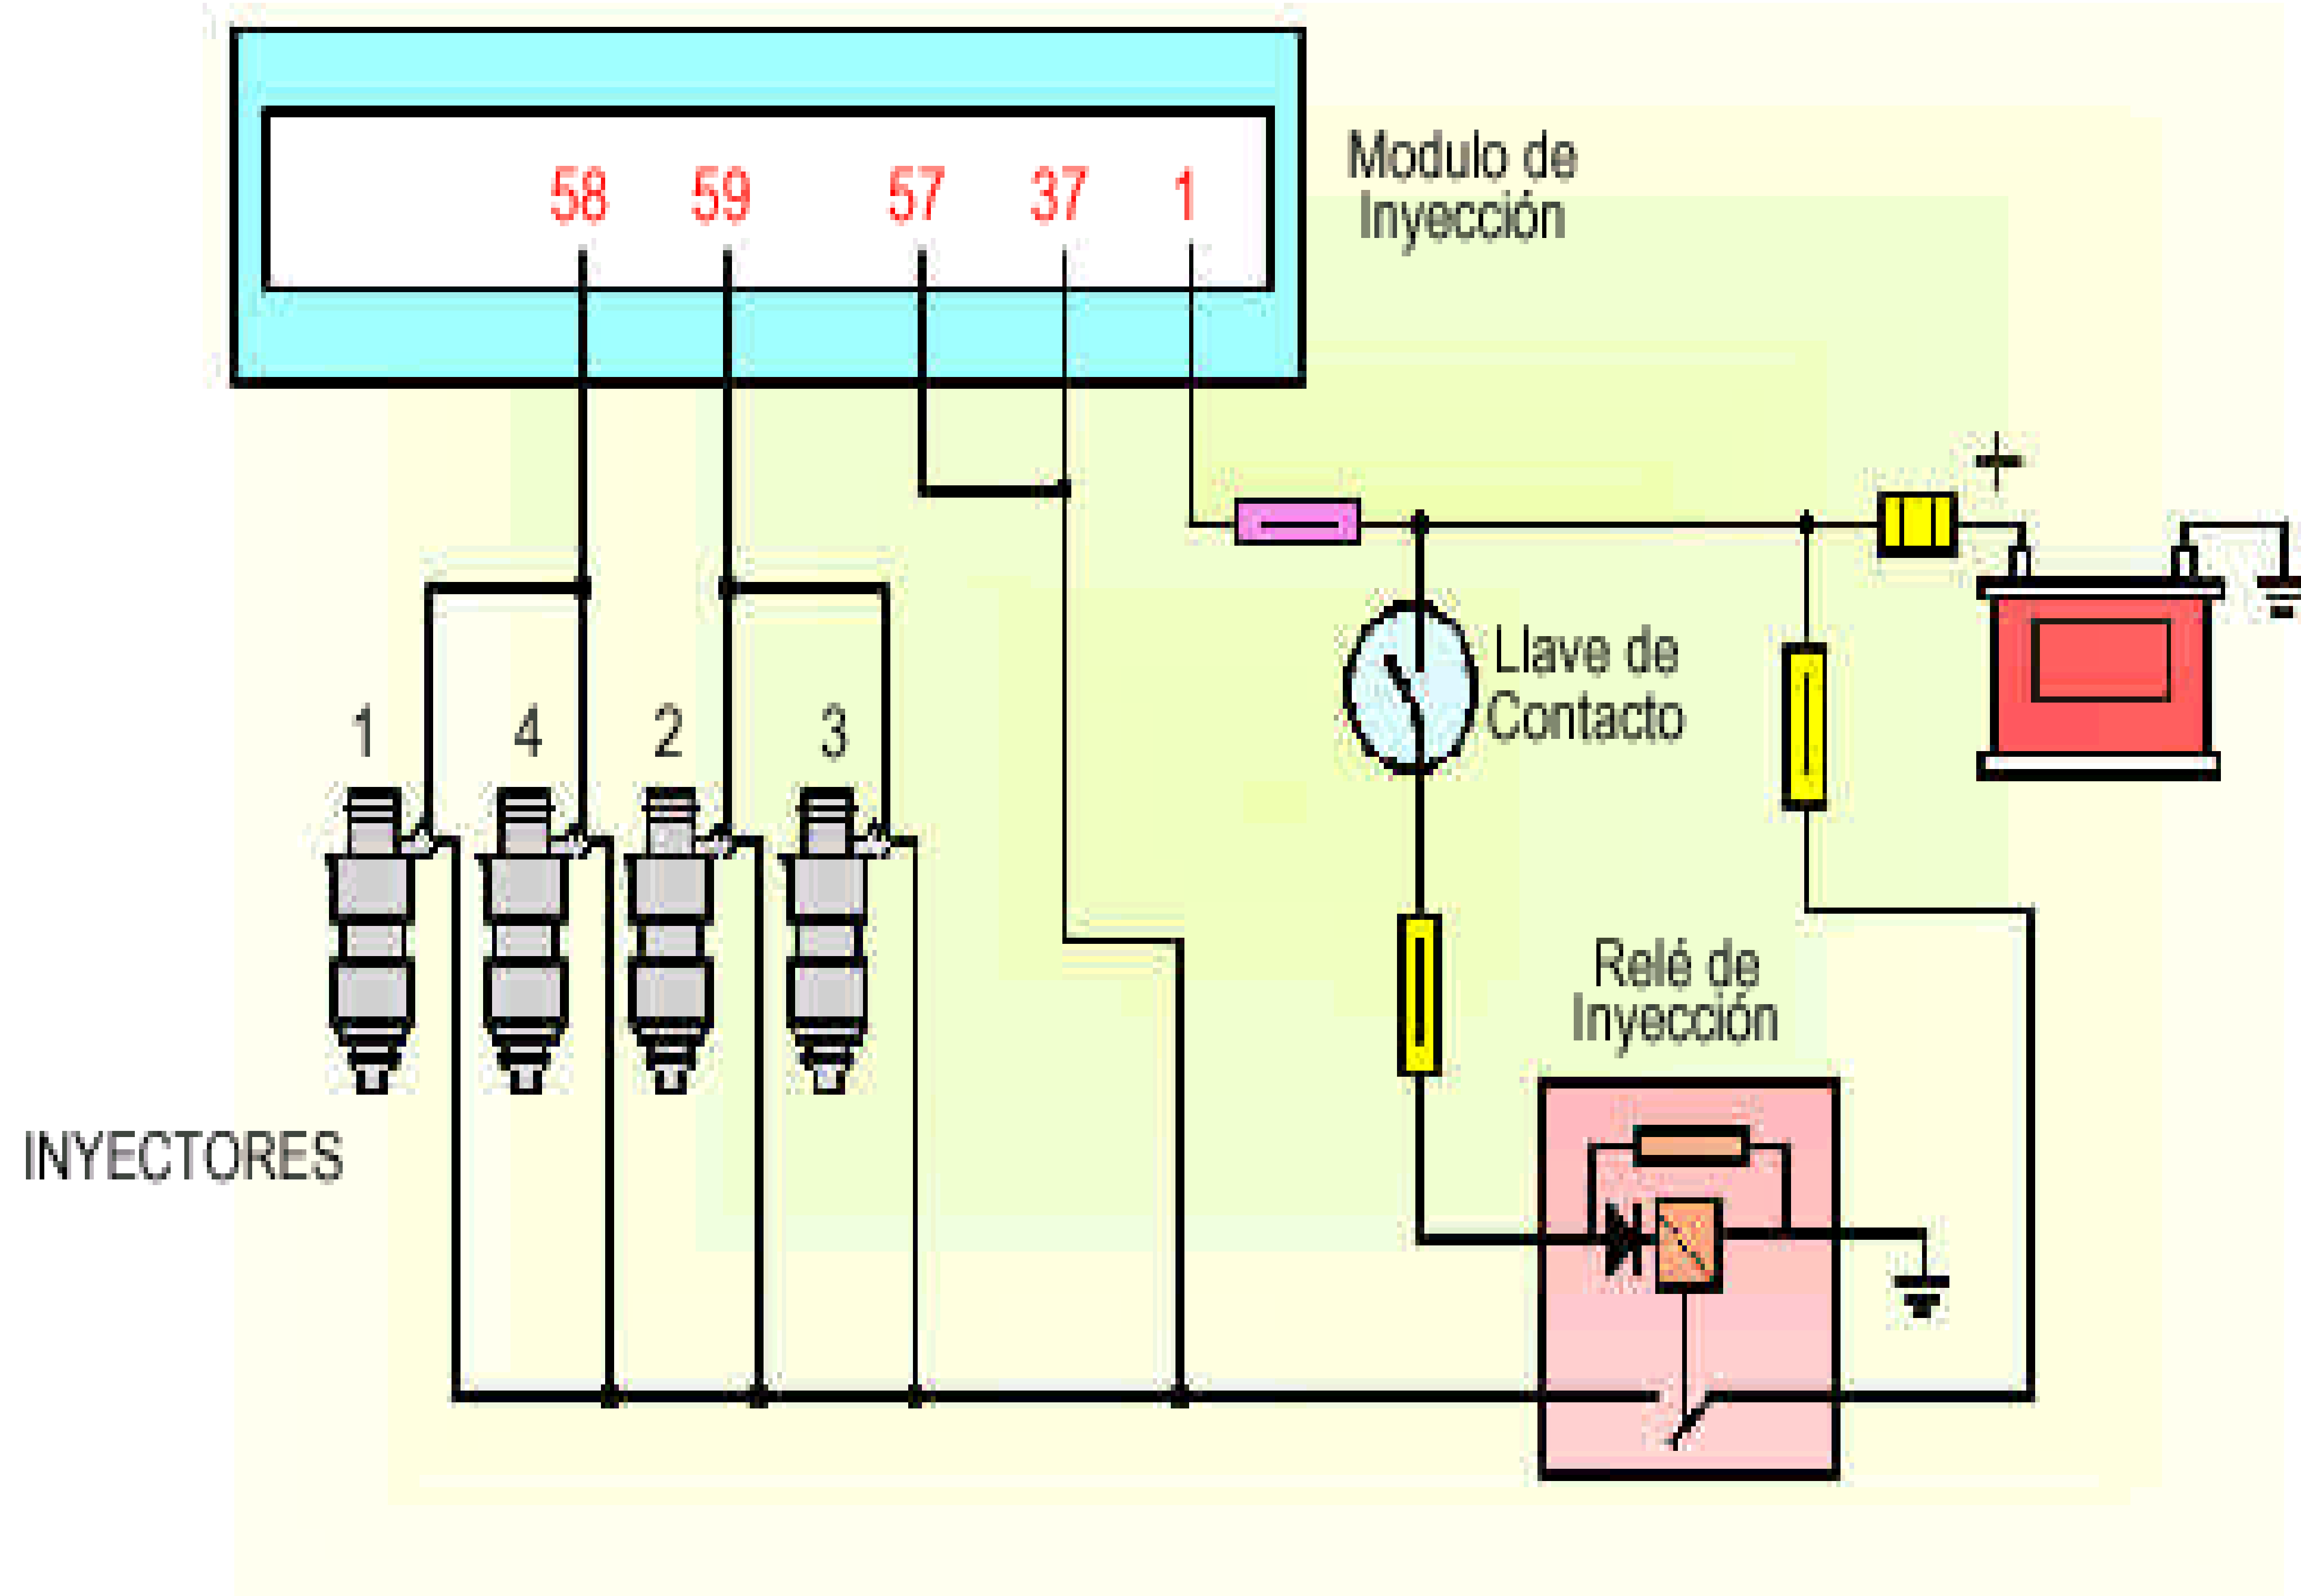 58 59 57 37 1
Modulo de
Inyección
+
Llave de
Contacto
1 4 2 3
Relé de
Inyección
INYECTORES